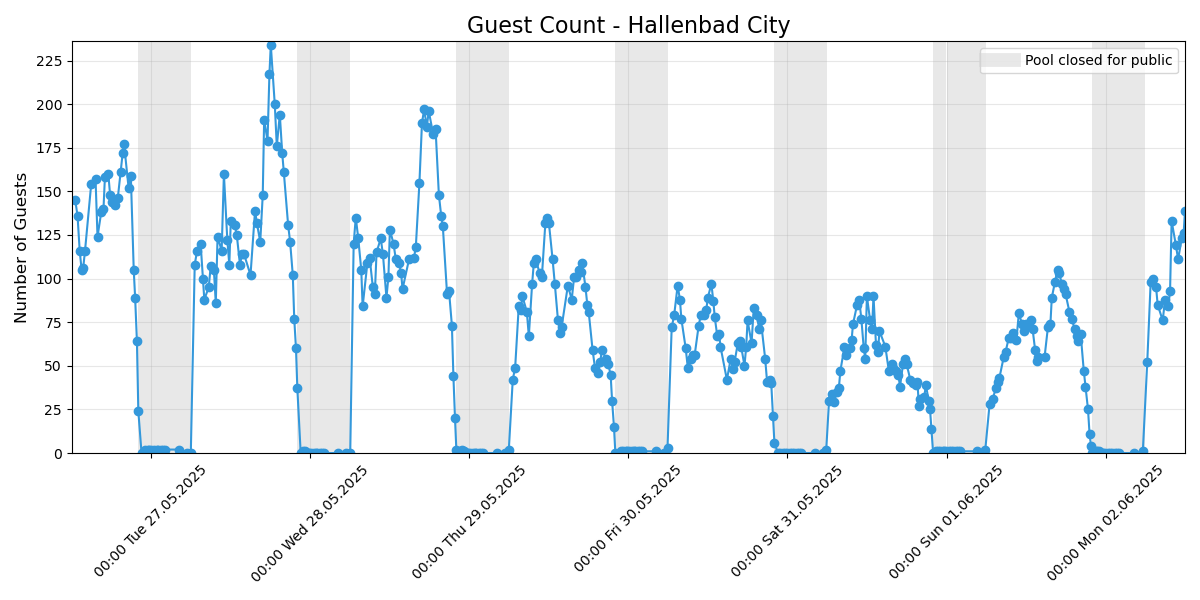 Guest Count - Hallenbad City
Pool closed for public
Number of Guests
225
200
175
150
125
100
75
50
25
0
00:00 Tue 27.05.2025
00:00 Wed 28.05.2025
00:00 Thu 29.05.2025
00:00 Fri 30.05.2025
00:00 Sat 31.05.2025
00:00 Sun 01.06.2025
00:00 Mon 02.06.2025